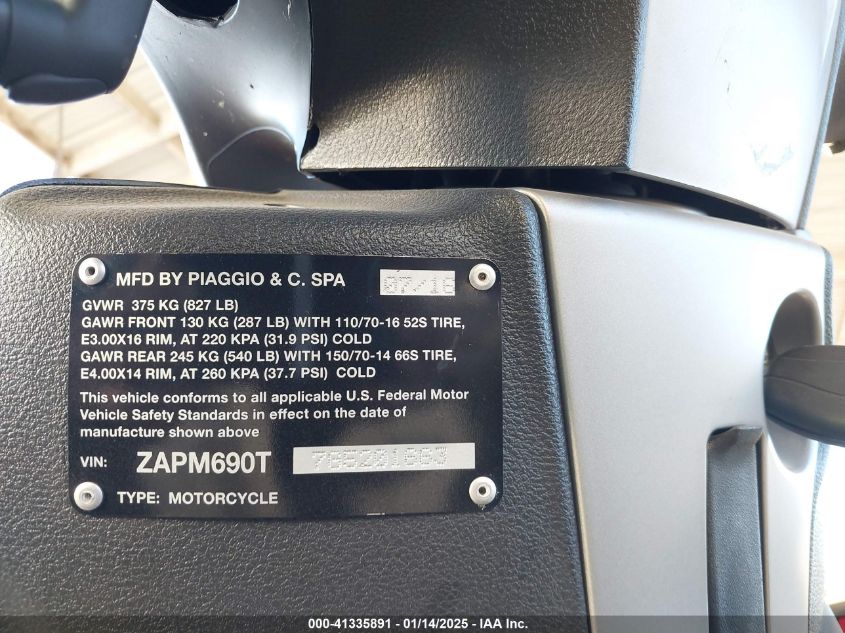 MFD BY PIAGGIO & C. SPA 07/16
GVWR 375 KG (827 LB)
GAWR FRONT 130 KG (287 LB) WITH 110/70-16 52S TIRE,
E3.00X16 RIM, AT 220 KPA (31.9 PSI) COLD
GAWR REAR 245 KG (540 LB) WITH 150/70-14 66S TIRE,
E4.00X14 RIM, AT 260 KPA (37.7 PSI) COLD
This vehicle conforms to all applicable U.S. Federal Motor
Vehicle Safety Standards in effect on the date of
manufacture shown above
VIN: ZAPM690T
TYPE: MOTORCYCLE
000-41335891 - 01/14/2025 - IAA Inc.